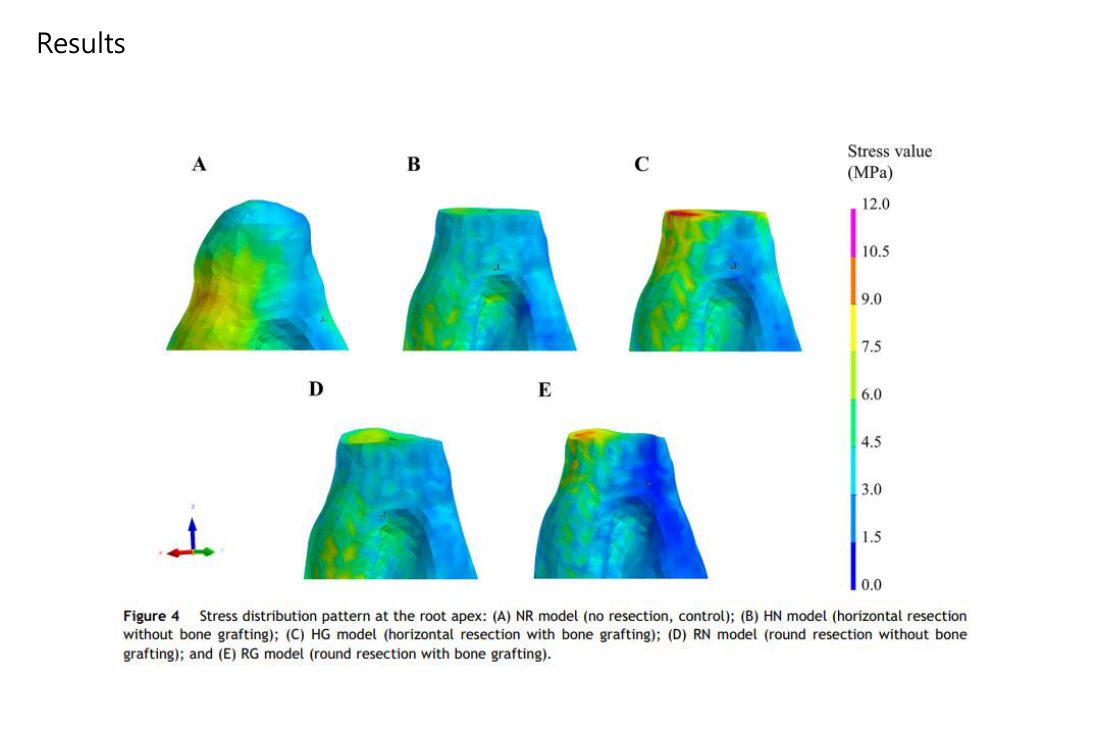 Results
A
B
C
Stress value
(MPa)
12.0
10.5
9.0
7.5
6.0
4.5
3.0
1.5
0.0
D
E
Figure 4 Stress distribution pattern at the root apex: (A) NR model (no resection, control); (B) HN model (horizontal resection
without bone grafting); (C) HG model (horizontal resection with bone grafting); (D) RN model (round resection without bone
grafting); and (E) RG model (round resection with bone grafting).